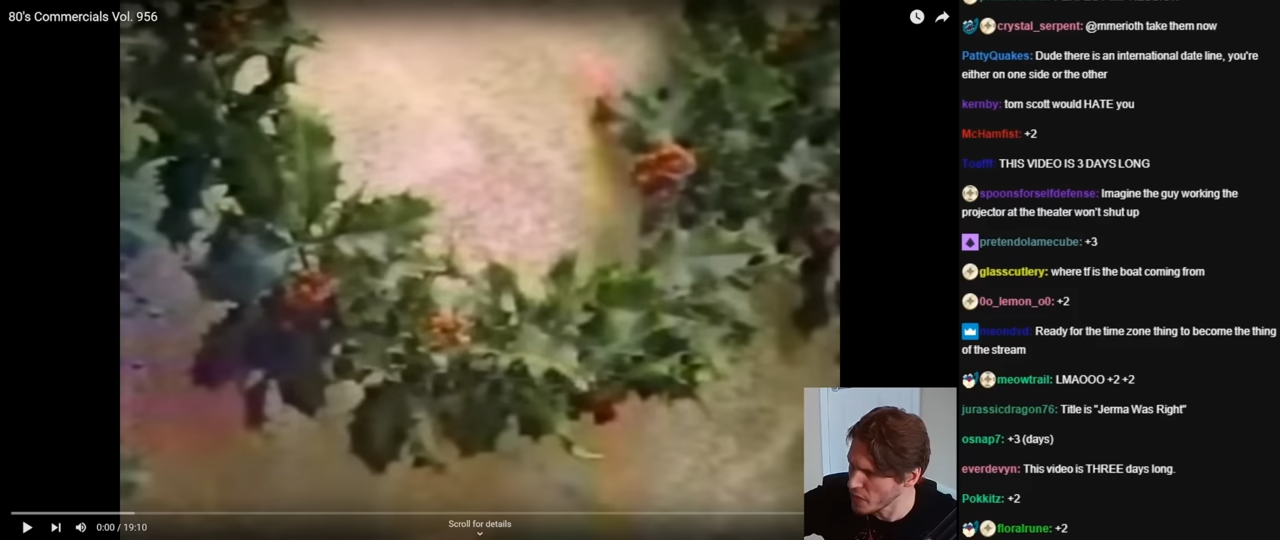 80's Commercials Vol. 956
crystal_serpent: @mmerioth take them now
PattyQuakes: Dude there is an international date line, you're
either on one side or the other
kernby: tom scott would HATE you
McHamfist: +2
Toafff: THIS VIDEO IS 3 DAYS LONG
spoonsforselfdefense: Imagine the guy working the
projector at the theater won't shut up
pretendolamecube: +3
glasscutlery: where tf is the boat coming from
0o_lemon_o0: +2
Ready for the time zone thing to become the thing
of the stream
meowtrail: LMAOOO +2 +2
jurassicdragon76: Title is "Jerma Was Right"
osnap7: +3 (days)
everdevyn: This video is THREE days long.
Pokkitz: +2
floralrune: +2
0:00 / 19:10
Scroll for details